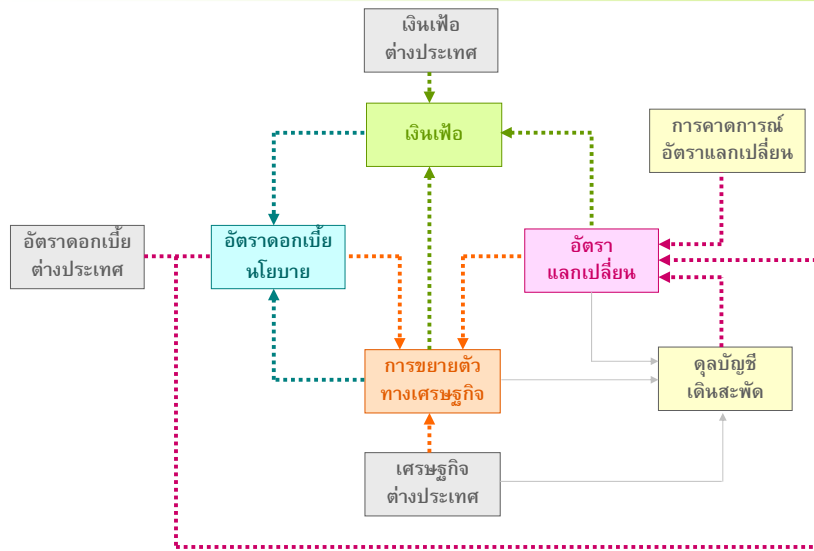 เงินเฟ้อ
ต่างประเทศ
เงินเฟ้อ
การคาดการณ์
อัตราแลกเปลี่ยน
อัตราดอกเบี้ย
ต่างประเทศ
อัตราดอกเบี้ย
นโยบาย
อัตรา
แลกเปลี่ยน
การขยายตัว
ทางเศรษฐกิจ
ดุลบัญชี
เดินสะพัด
เศรษฐกิจ
ต่างประเทศ